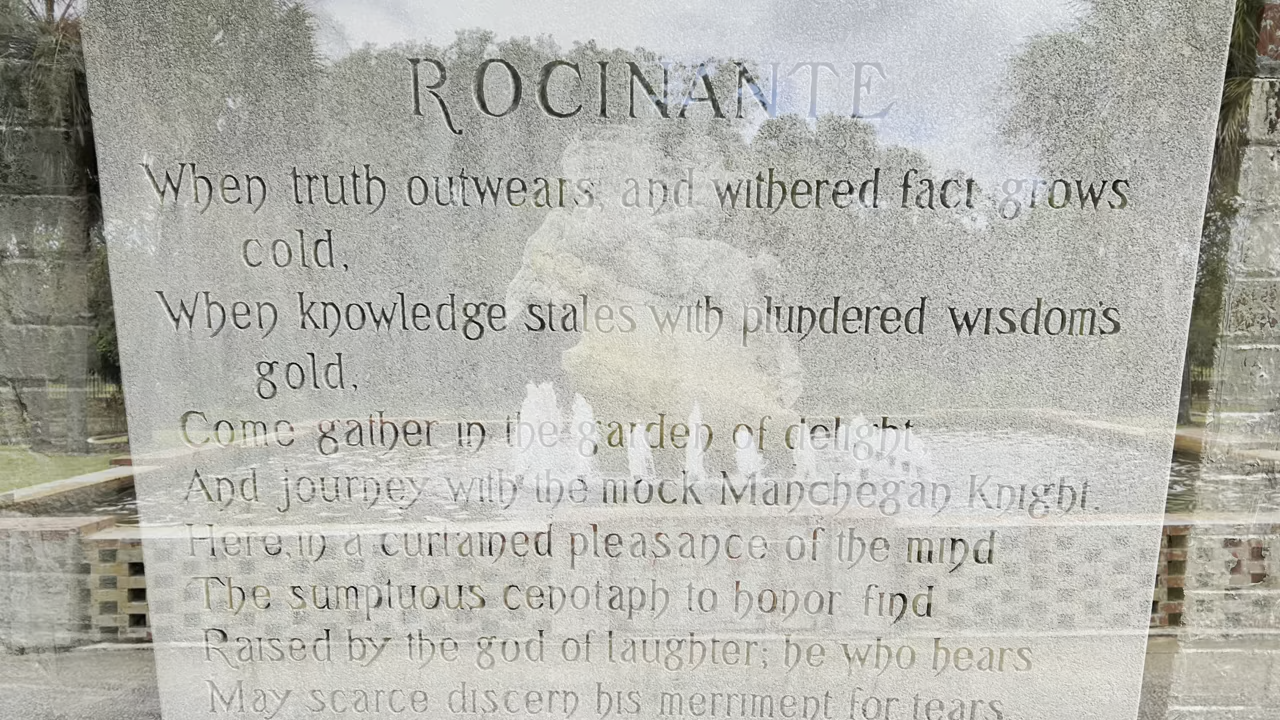 ROCINANTE
When truth outwears, and withered fact grows
cold,
When knowledge stales with plundered wisdom's
gold,
Come gather in the garden of delight
And journey with the mock Manchegan Knight.
Here, in a curtained pleasance of the mind
The sumptuous cenotaph to honor find
Raised by the god of laughter; he who hears
May scarce discern his merriment for tears.